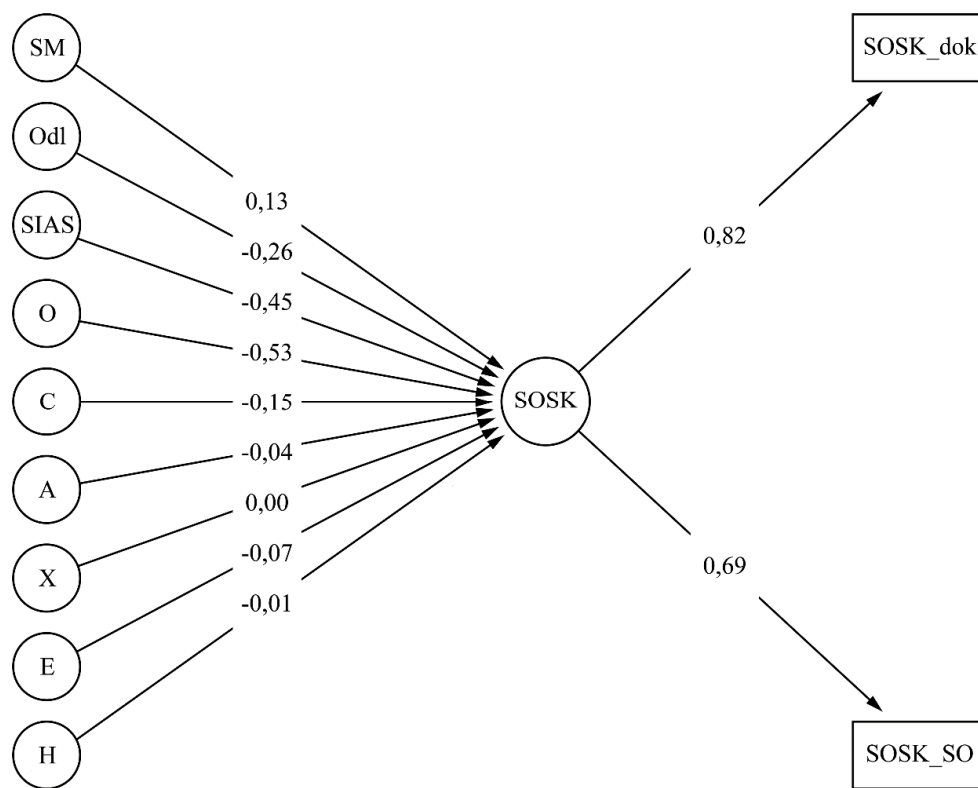 SM
Odl
SIAS
O
C
A
X
E
H
0,13
-0,26
-0,45
-0,53
-0,15
-0,04
0,00
-0,07
-0,01
SOSK
0,82
0,69
SOSK_dok
SOSK_SO